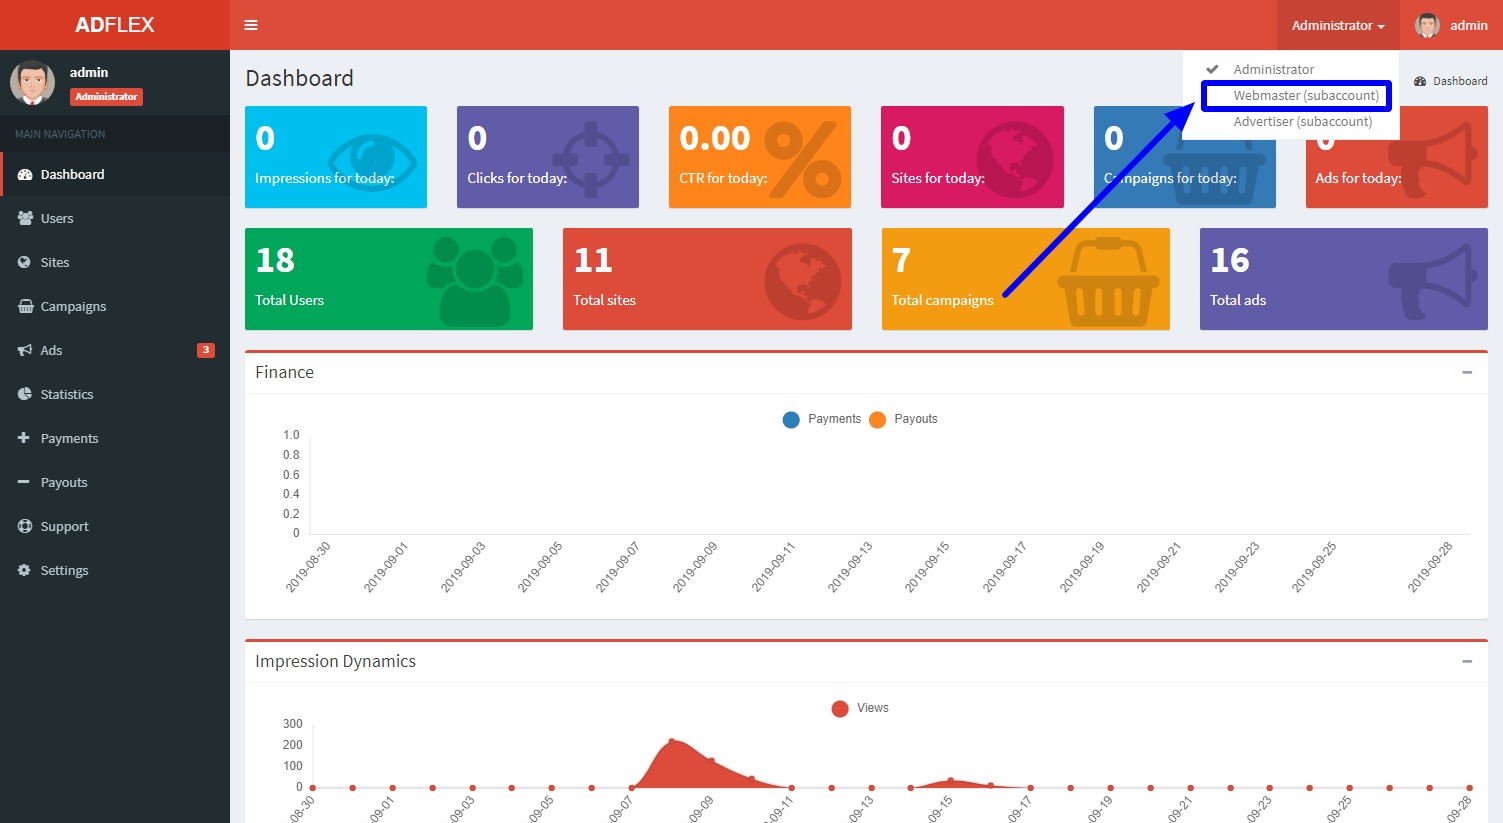 ADFLEX
Administrator
admin
admin
Administrator
MAIN NAVIGATION
Dashboard
Users
Sites
Campaigns
Ads
3
Statistics
Payments
Payouts
Support
Settings
Dashboard
Administrator
Webmaster (subaccount)
Advertiser (subaccount)
Dashboard
0
Impressions for today:
0
Clicks for today:
0.00
CTR for today:
0
Sites for today:
0
Campaigns for today:
0
Ads for today:
18
Total Users
11
Total sites
7
Total campaigns
16
Total ads
Finance
Payments Payouts
1.0
0.8
0.6
0.4
0.2
0
2019-08-30 2019-09-01 2019-09-03 2019-09-05 2019-09-07 2019-09-09 2019-09-11 2019-09-13 2019-09-15 2019-09-17 2019-09-19 2019-09-21 2019-09-23 2019-09-25 2019-09-28
Impression Dynamics
Views
300
200
100
0
-08-30 -09-01 -09-03 -09-05 -09-07 -09-09 -09-11 -09-13 -09-15 -09-17 -09-19 -09-21 -09-23 -09-25 -09-28